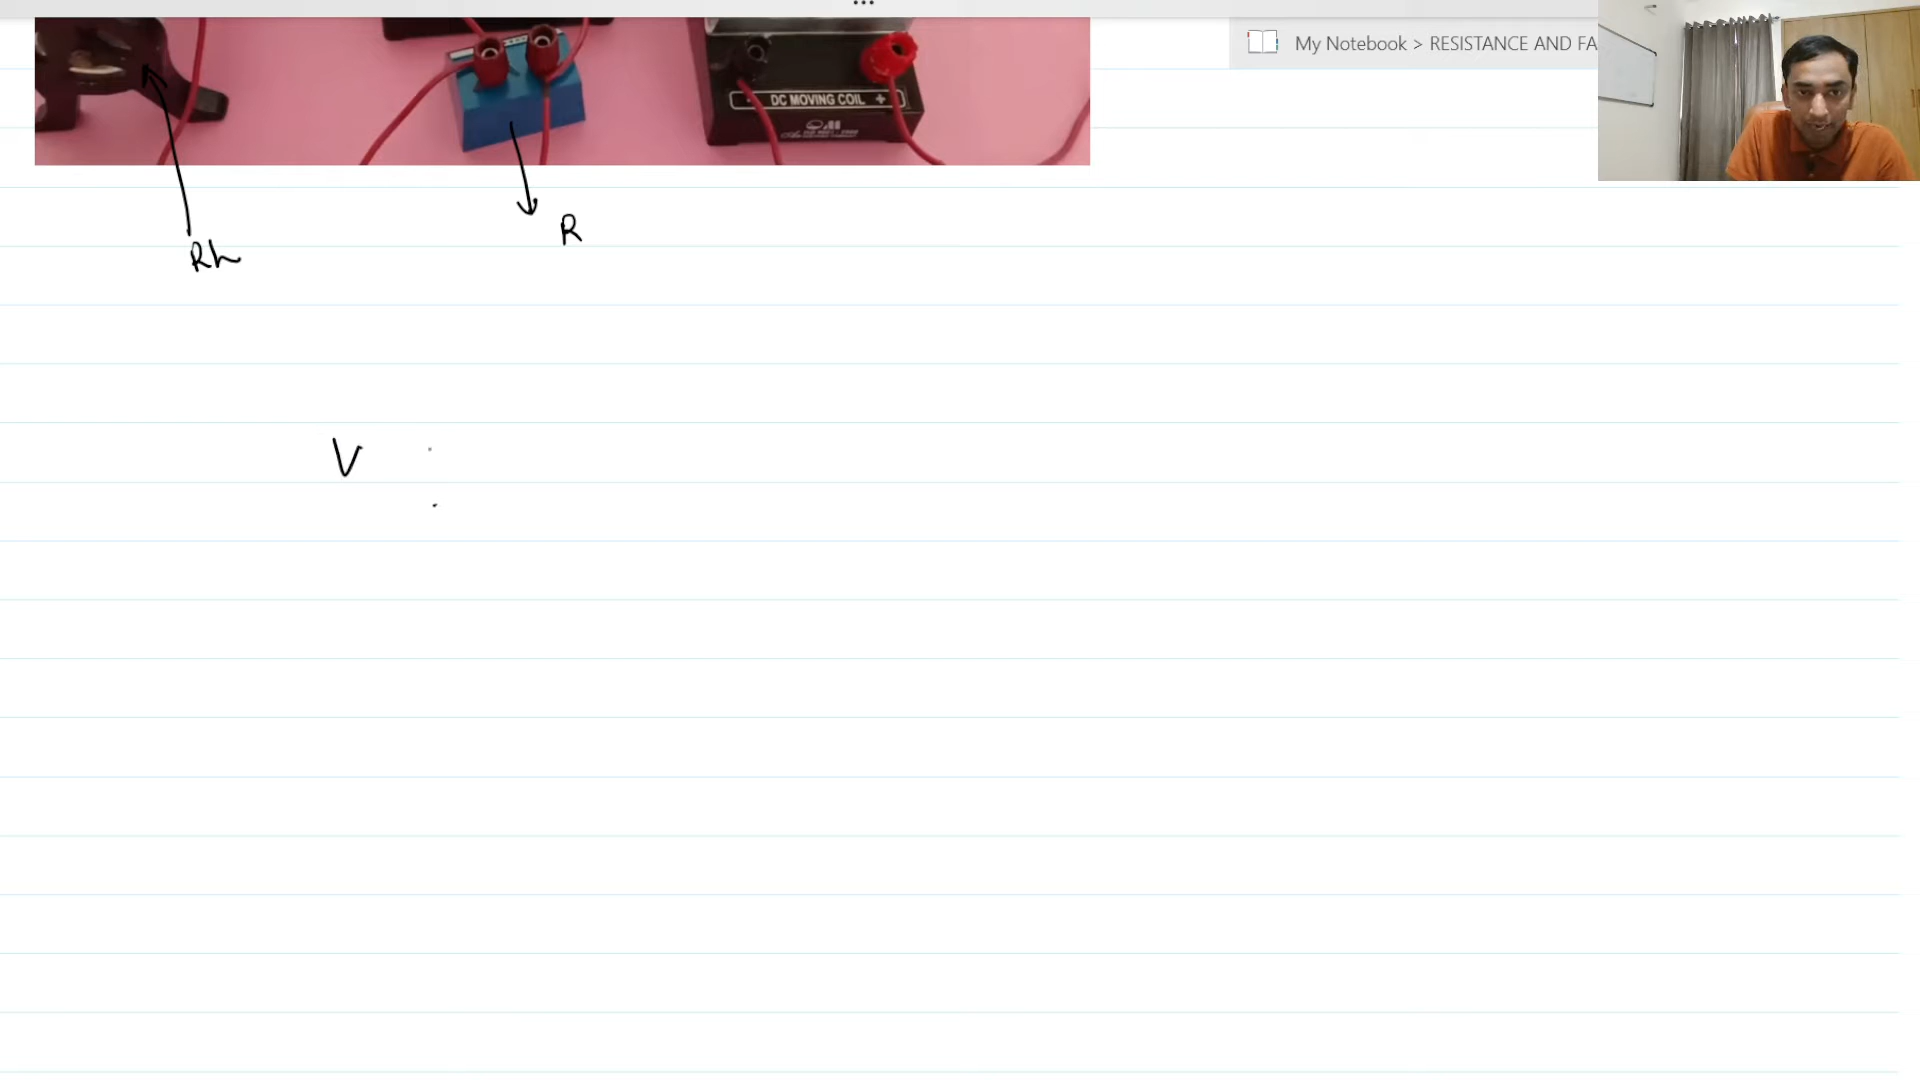 My Notebook > RESISTANCE AND FA
- DC MOVING COIL +
R
Rh
V